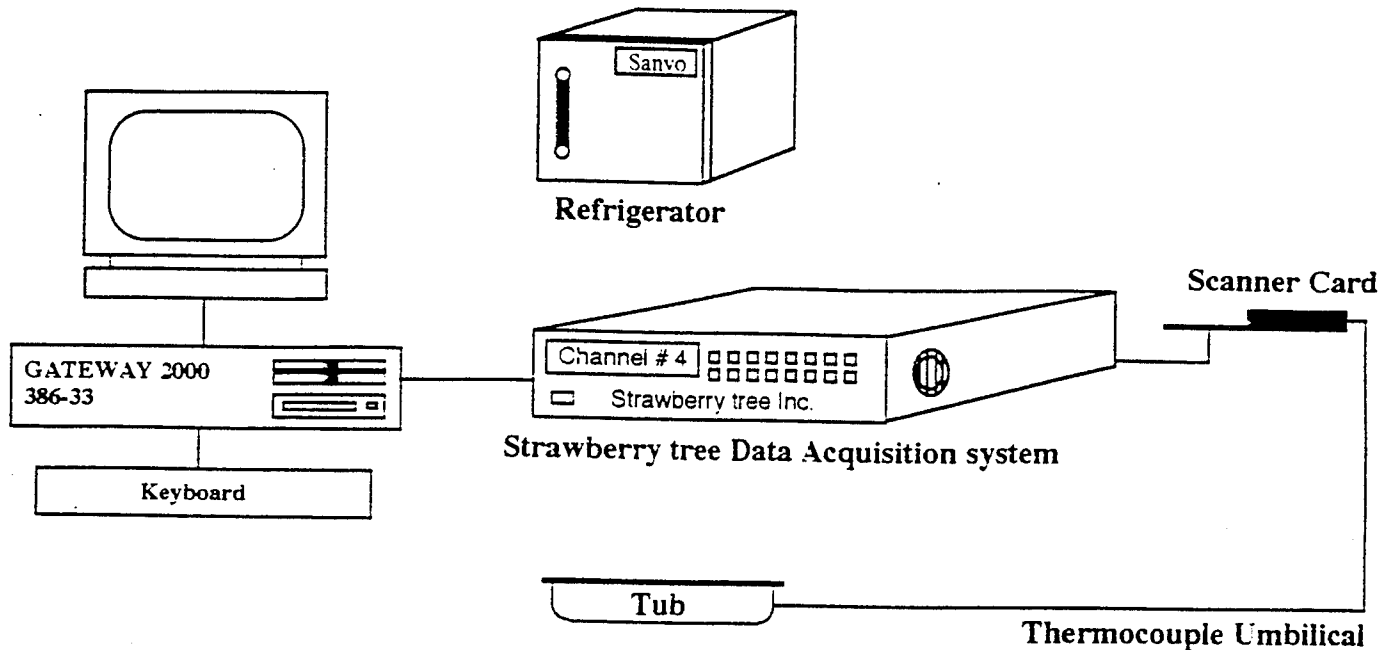 Sanvo
Refrigerator
Scanner Card
GATEWAY 2000
386-33
Channel # 4
Strawberry tree Inc.
Strawberry tree Data Acquisition system
Keyboard
Tub
Thermocouple Umbilical